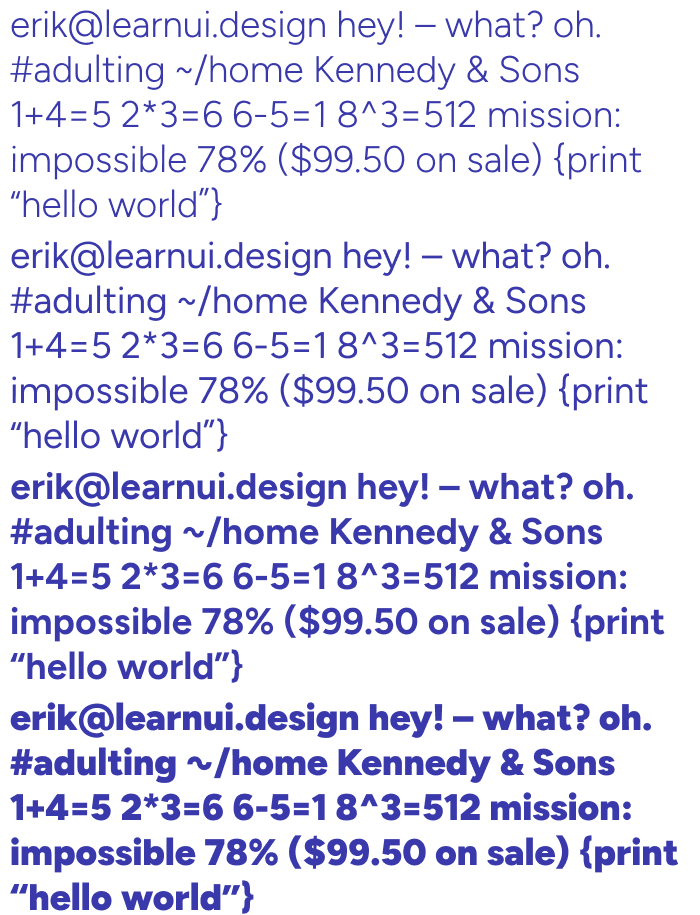 erik@learnui.design hey! – what? oh.
#adulting ~/home Kennedy & Sons
1+4=5 2*3=6 6-5=1 8^3=512 mission:
impossible 78% ($99.50 on sale) {print
“hello world”}
erik@learnui.design hey! – what? oh.
#adulting ~/home Kennedy & Sons
1+4=5 2*3=6 6-5=1 8^3=512 mission:
impossible 78% ($99.50 on sale) {print
“hello world”}
erik@learnui.design hey! – what? oh.
#adulting ~/home Kennedy & Sons
1+4=5 2*3=6 6-5=1 8^3=512 mission:
impossible 78% ($99.50 on sale) {print
“hello world”}
erik@learnui.design hey! – what? oh.
#adulting ~/home Kennedy & Sons
1+4=5 2*3=6 6-5=1 8^3=512 mission:
impossible 78% ($99.50 on sale) {print
“hello world”}